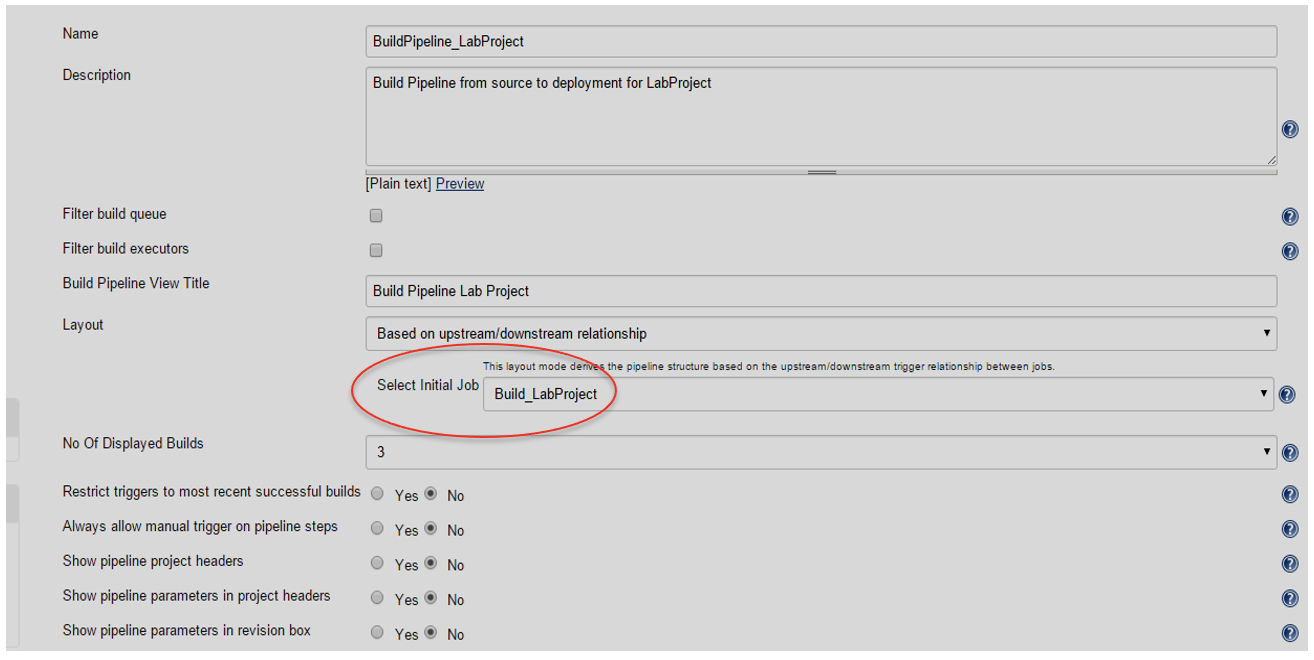 Name
BuildPipeline_LabProject
Description
Build Pipeline from source to deployment for LabProject
[Plain text] Preview
Filter build queue
Filter build executors
Build Pipeline View Title
Build Pipeline Lab Project
Layout
Based on upstream/downstream relationship
This layout mode derives the pipeline structure based on the upstream/downstream trigger relationship between jobs.
Select Initial Job
Build_LabProject
No Of Displayed Builds
3
Restrict triggers to most recent successful builds Yes No
Always allow manual trigger on pipeline steps Yes No
Show pipeline project headers Yes No
Show pipeline parameters in project headers Yes No
Show pipeline parameters in revision box Yes No